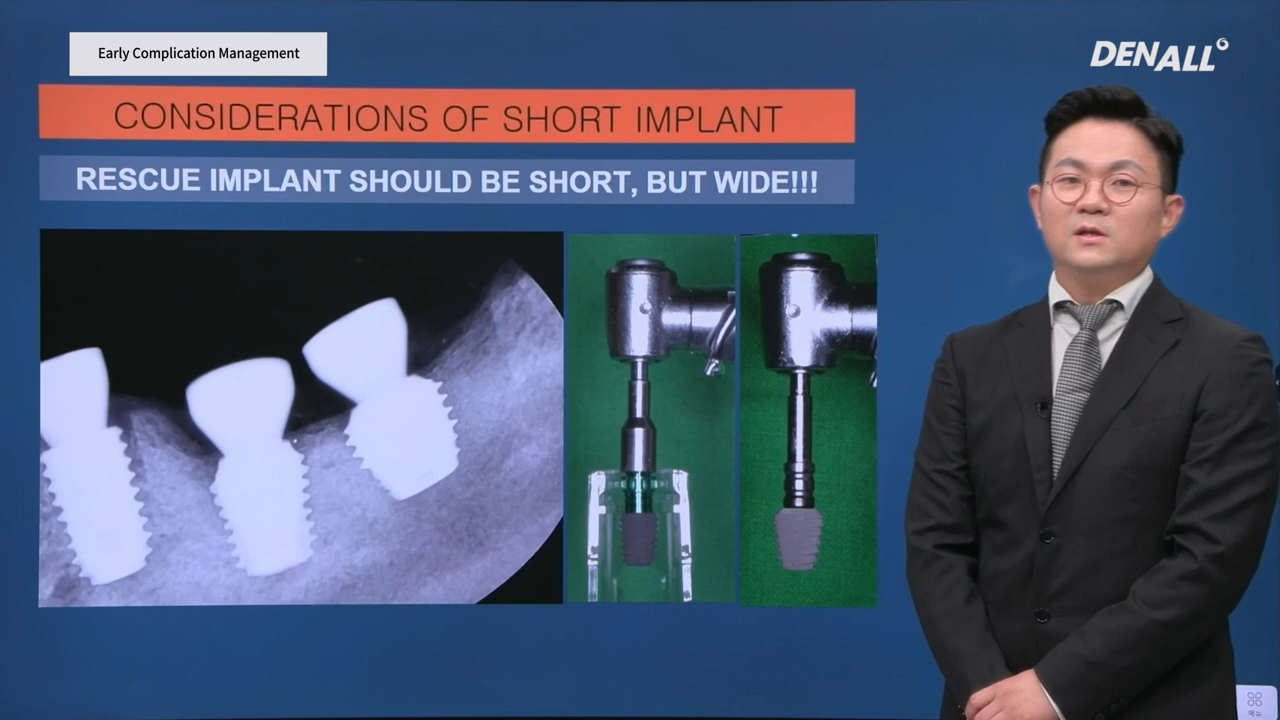 Early Complication Management
DENALL
CONSIDERATIONS OF SHORT IMPLANT
RESCUE IMPLANT SHOULD BE SHORT, BUT WIDE!!!